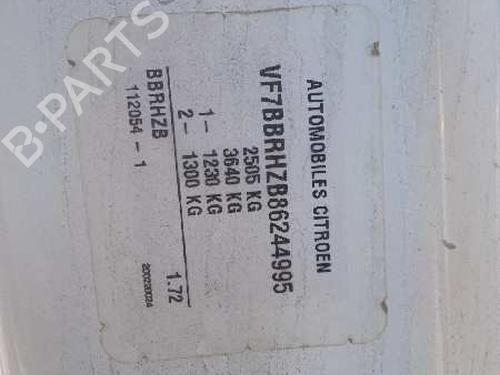 AUTOMOBILES CITROEN
VF7BBRHZB86244995
2505 KG
3640 KG
1 - 1230 KG
2 - 1300 KG
BBRHZB 1.72
112054 - 1
B-PARTS